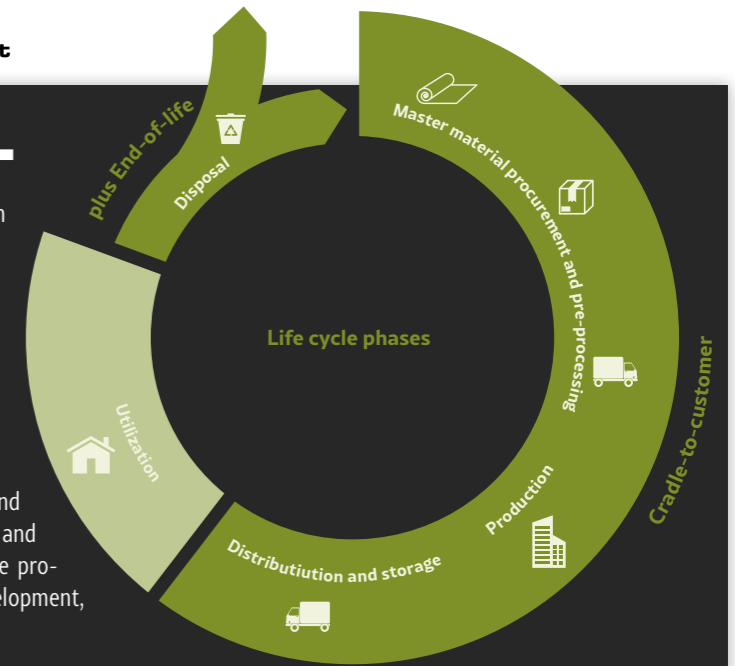 t
n
plus End-of-life
Disposal
Master material procurement and pre-processing
Life cycle phases
Cradle-to-customer
Utilization
Production
Distributiution and storage
nd
and
e pro-
elopment,